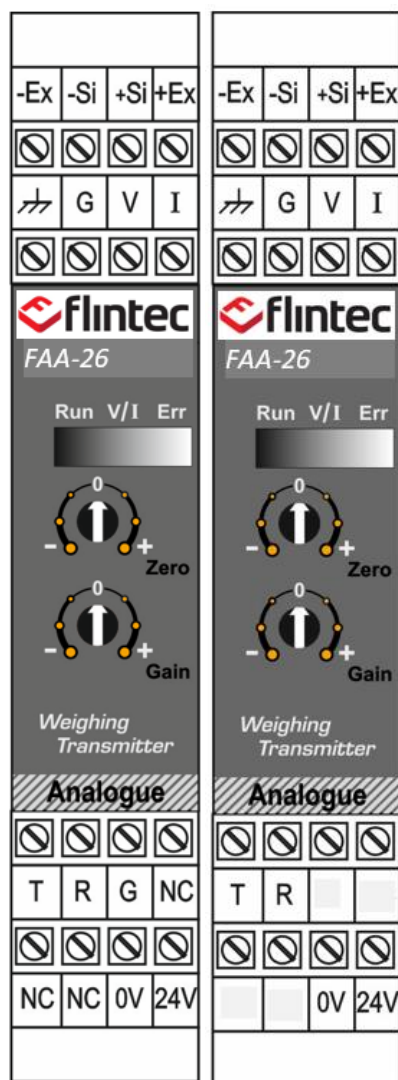 -Ex -Si +Si +Ex
G V I
flintec
FAA-26
Run V/I Err
0
- +
Zero
0
- +
Gain
Weighing
Transmitter
Analogue
T R G NC
NC NC 0V 24V
-Ex -Si +Si +Ex
G V I
flintec
FAA-26
Run V/I Err
0
- +
Zero
0
- +
Gain
Weighing
Transmitter
Analogue
T R
0V 24V